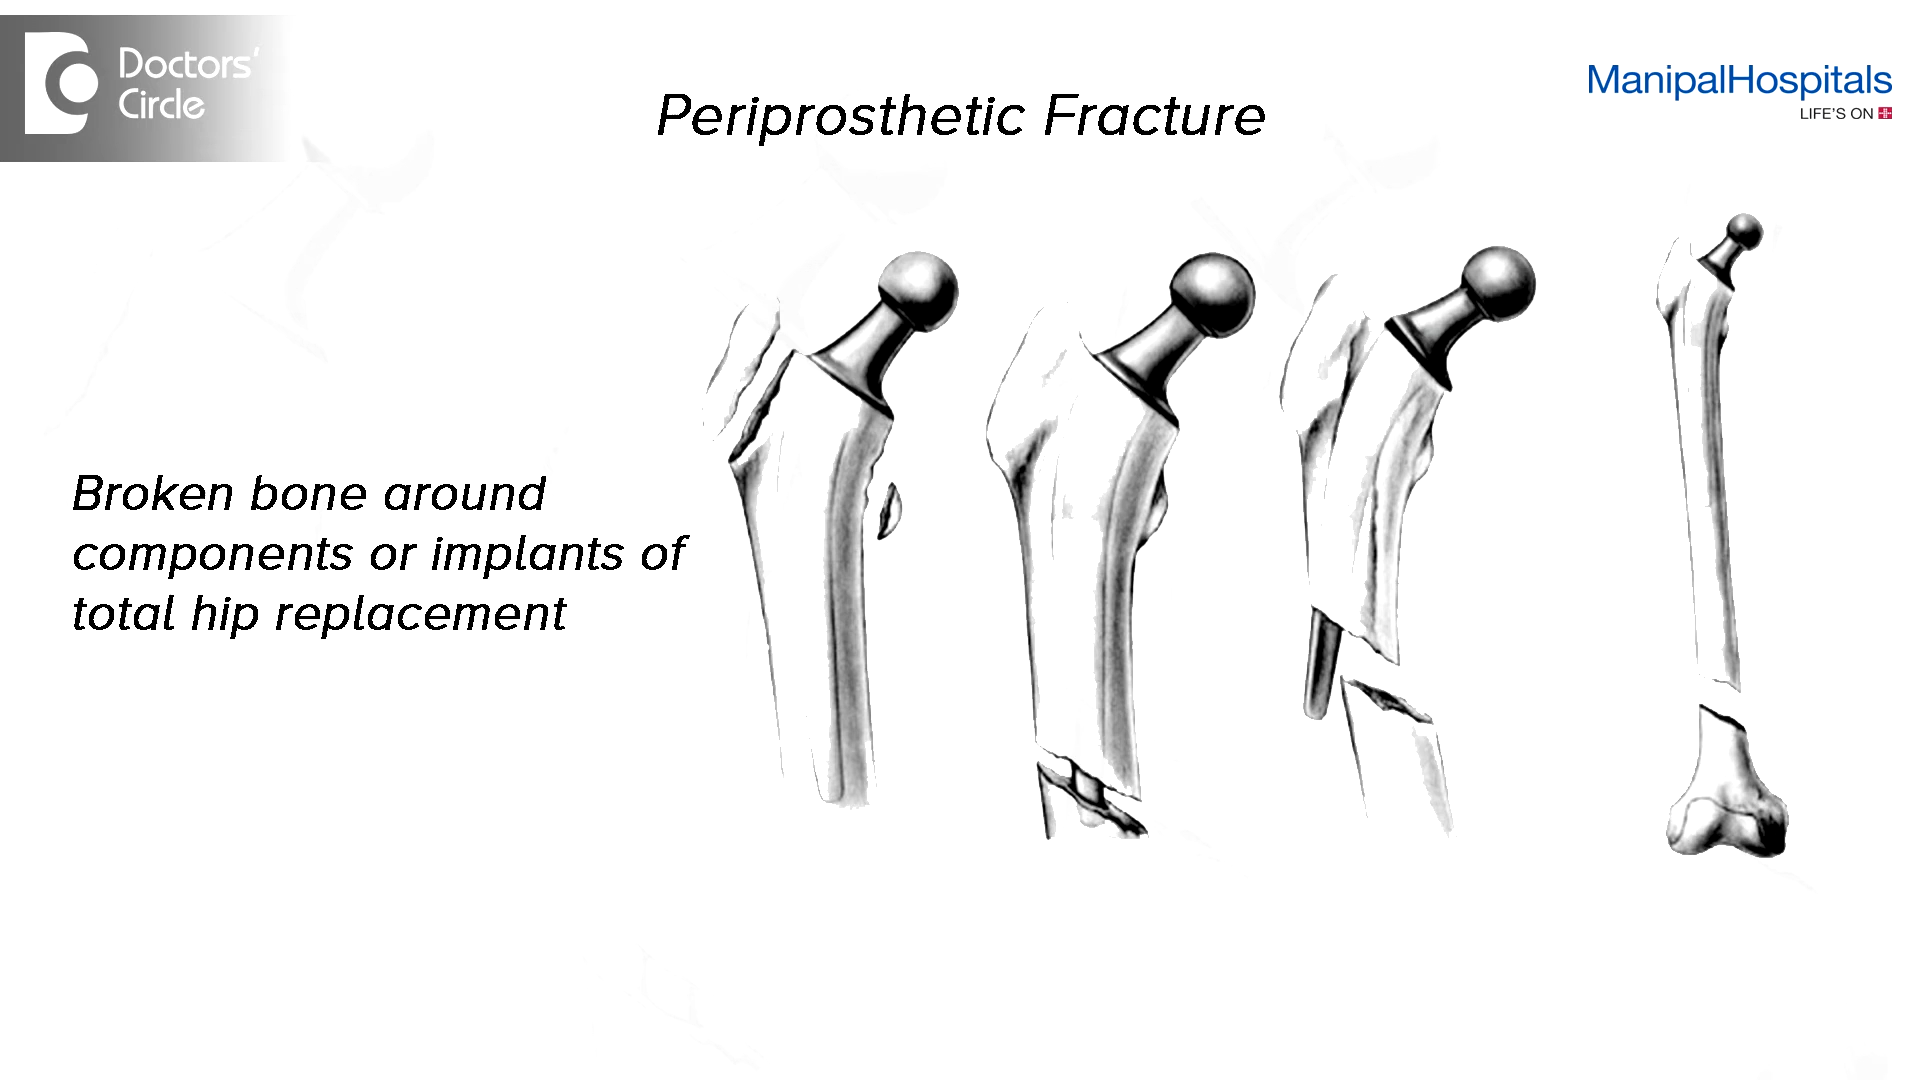 Doctors'
Circle
Periprosthetic Fracture
ManipalHospitals
LIFE'S ON
Broken bone around
components or implants of
total hip replacement